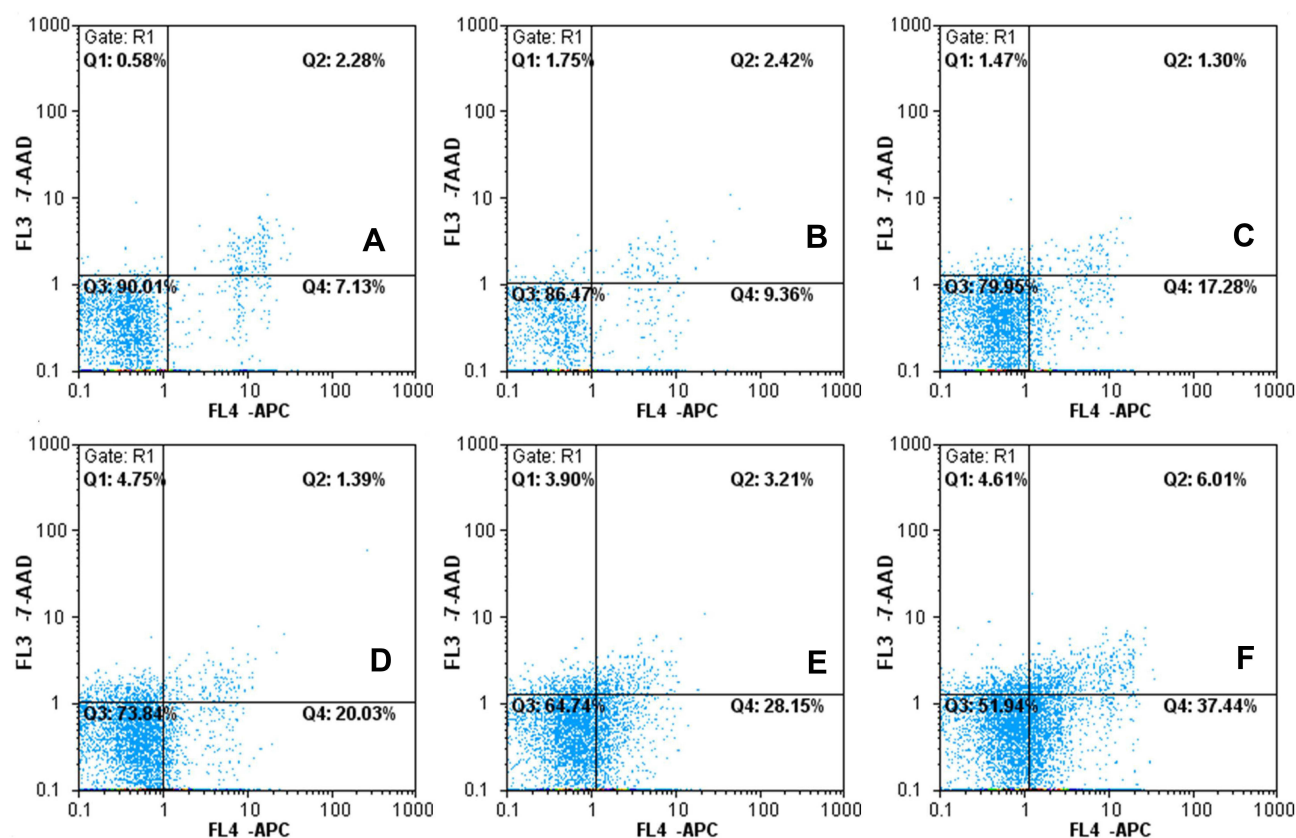 1000
Gate: R1
Q1: 0.58% Q2: 2.28%
100
10
A
1
Q3: 90.01% Q4: 7.13%
0.1
0.1 1 10 100 1000
FL3 -7-AAD
FL4 -APC
Gate: R1
1000
Q1: 1.75% Q2: 2.42%
100
10
B
1
Q3: 86.47% Q4: 9.36%
0.1
0.1 1 10 100 1000
FL3 -7AAD
FL4 -APC
1000
Gate: R1
Q1: 1.47% Q2: 1.30%
100
10
C
1
Q3: 79.95% Q4: 17.28%
0.1
0.1 1 10 100 1000
FL3 -7-AAD
FL4 -APC
1000
Gate: R1
Q1: 4.75% Q2: 1.39%
100
10
D
1
Q3: 73.84% Q4: 20.03%
0.1
0.1 1 10 100 1000
FL3 -7-AAD
FL4 -APC
1000
Gate: R1
Q1: 3.90% Q2: 3.21%
100
10
E
1
Q3: 64.74% Q4: 28.15%
0.1
0.1 1 10 100 1000
FL3 -7-AAD
FL4 -APC
1000
Gate: R1
Q1: 4.61% Q2: 6.01%
100
10
F
1
Q3: 51.94% Q4: 37.44%
0.1
0.1 1 10 100 1000
FL3 -7-AAD
FL4 -APC